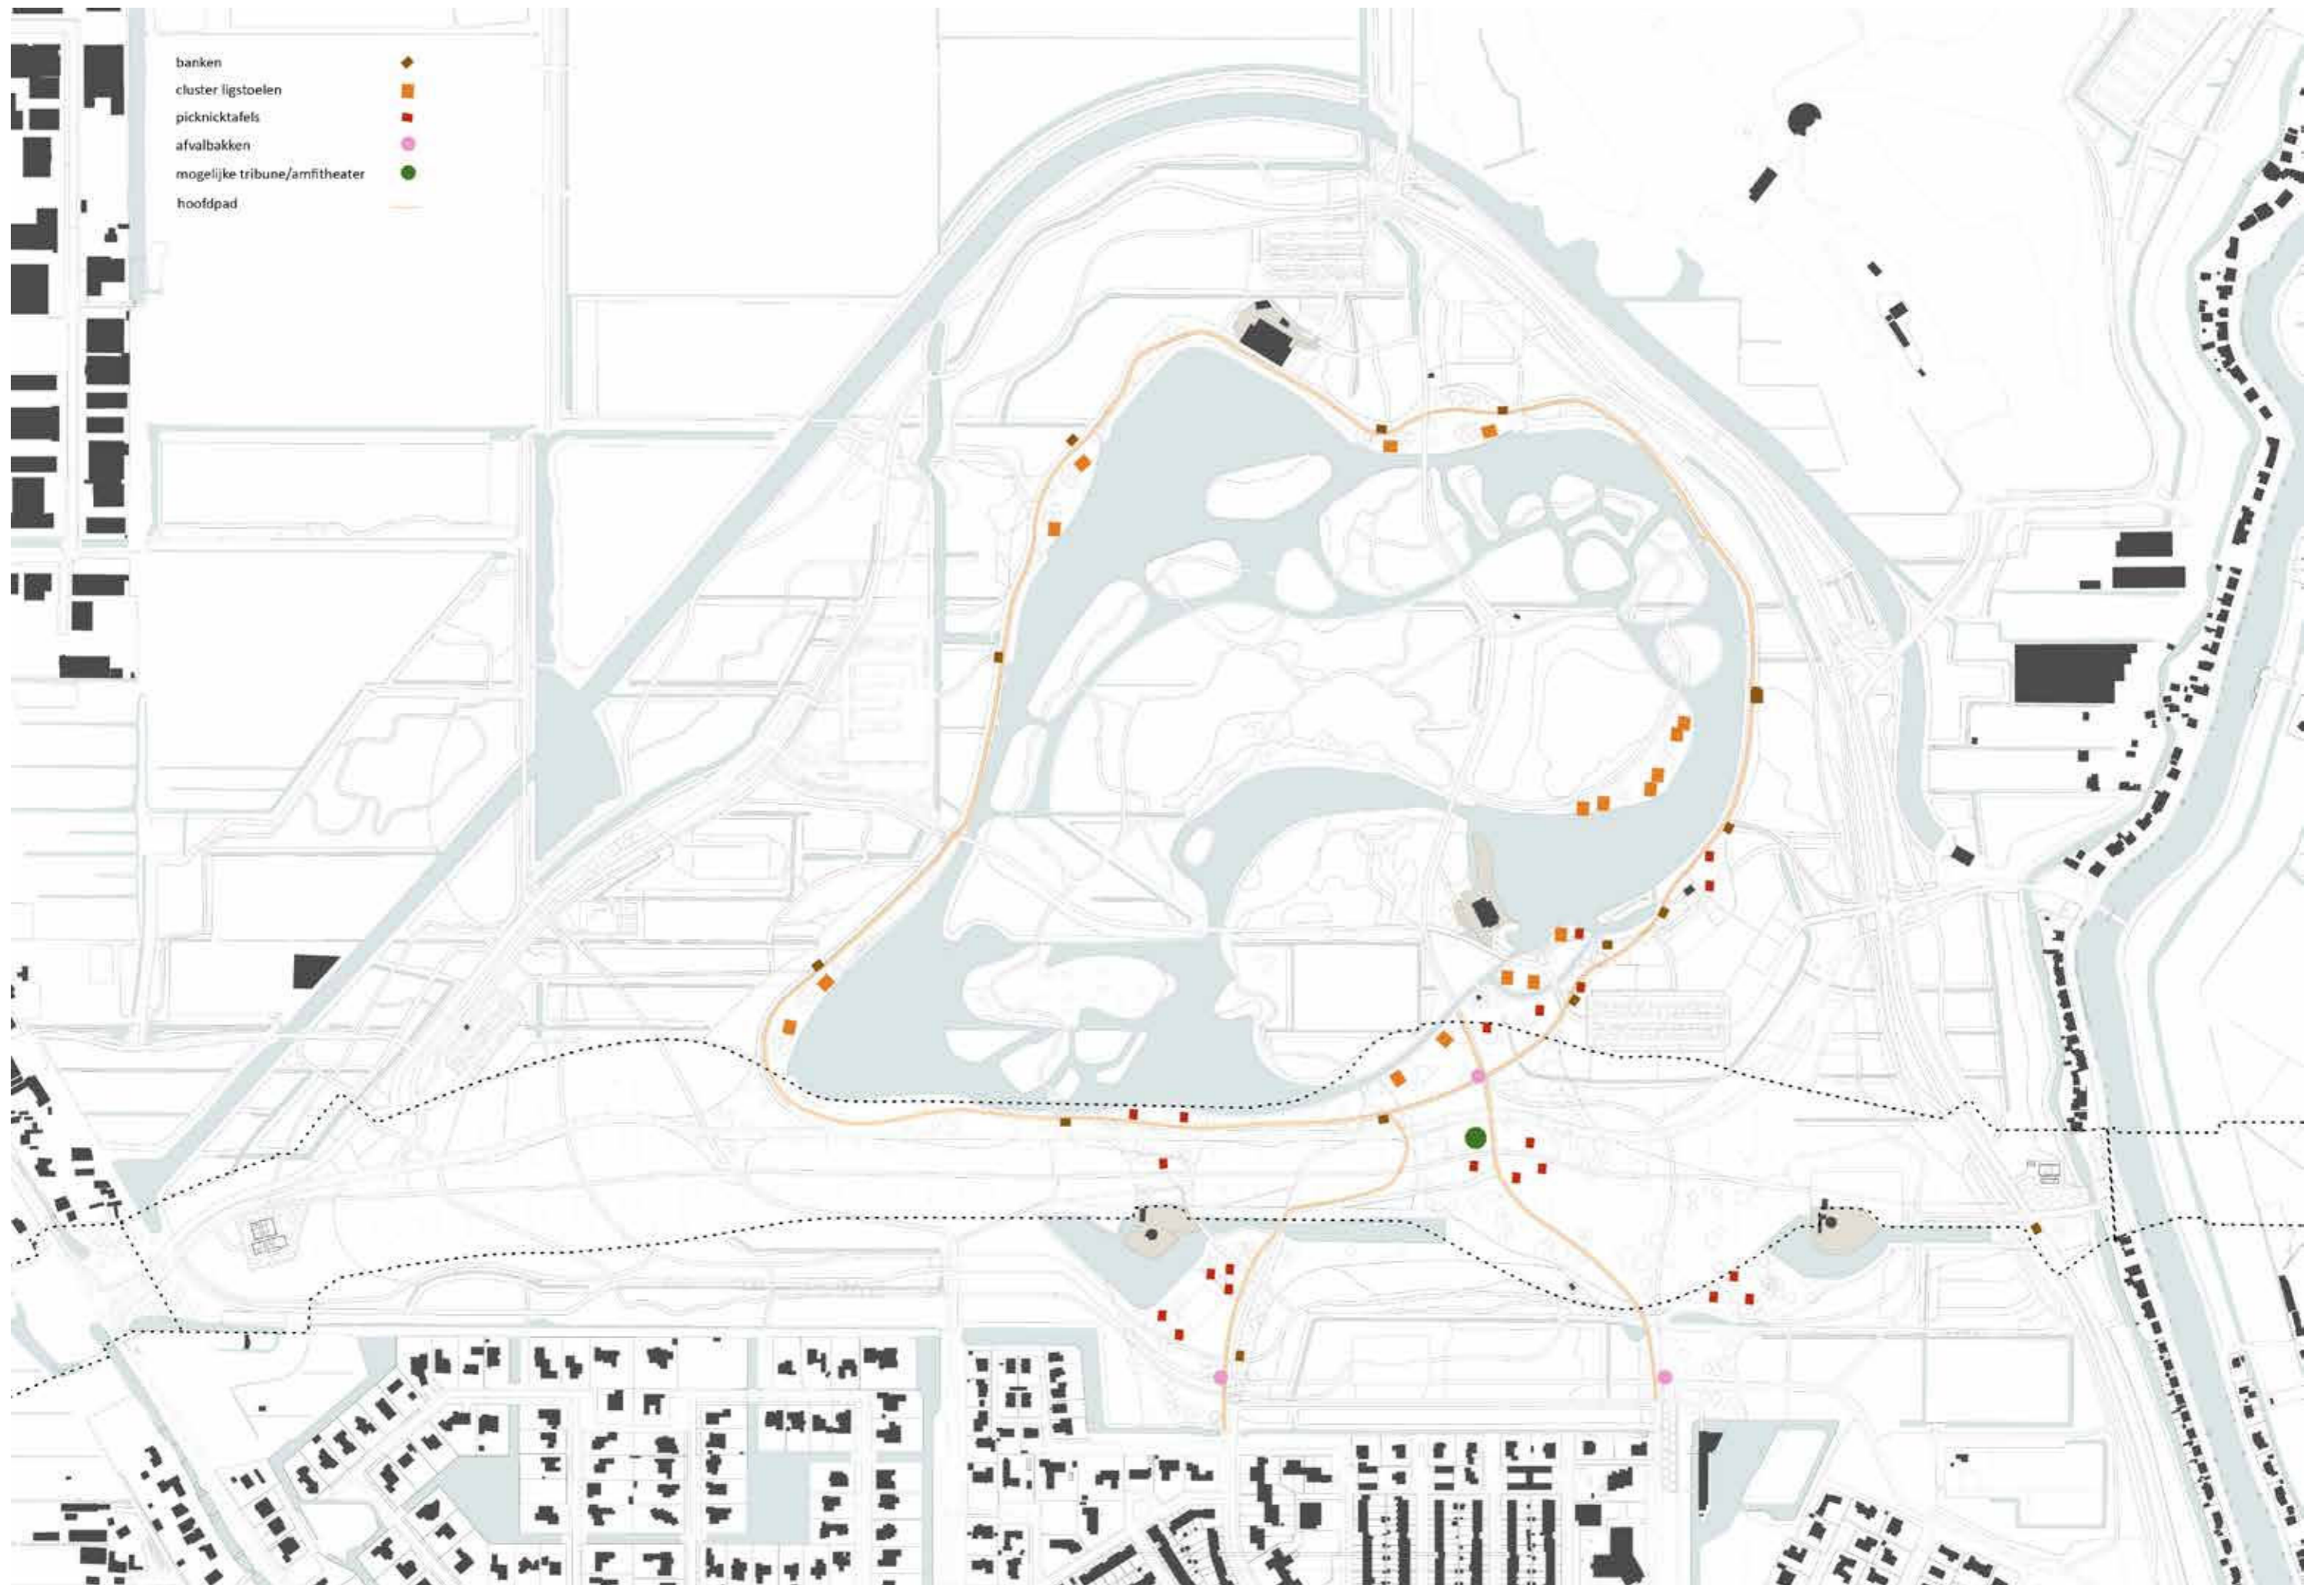 banken
cluster ligstoelen
picknicktafels
afvalbakken
mogelijke tribune/amfitheater
hoofdpad